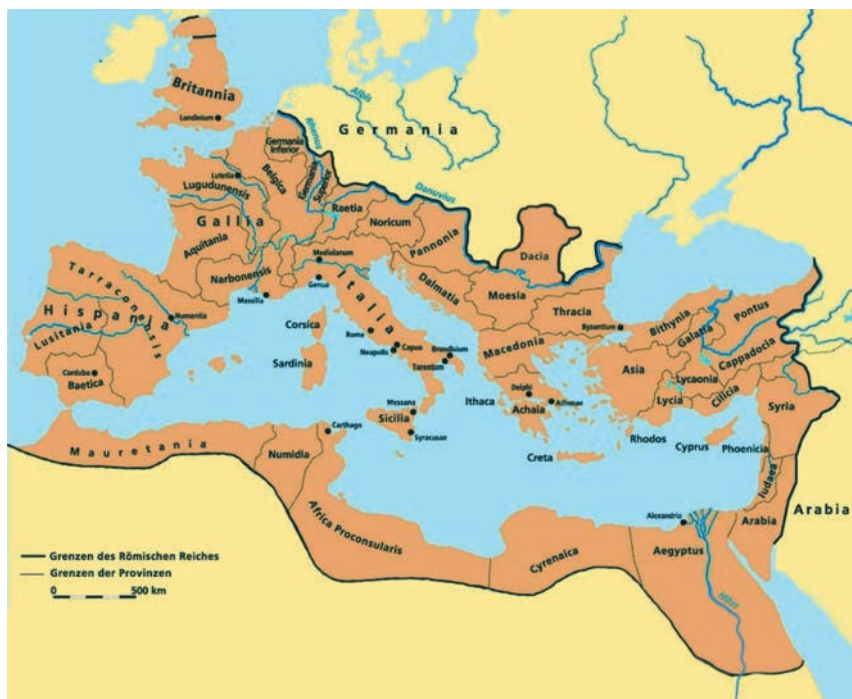 Britannia
Londinium
Albis
Rhenus
Germania
Germania
Inferior
Belgica
Germania
Superior
Lutetia
Lugudunensis
Danuvius
Gallia
Raetia
Noricum
Pannonia
Dacia
Aquitania
Mediolanum
Narbonensis
Genua
Italia
Dalmatia
Moesia
Tarraconensis
Massilia
Hispania
Numantia
Lusitania
Corsica
Roma
Capua
Neapolis
Brundisium
Tarentum
Thracia
Byzantium
Bithynia
Pontus
Galatia
Macedonia
Cappadocia
Corduba
Baetica
Sardinia
Asia
Lycaonia
Delphi
Athenae
Ithaca
Achaia
Lycia
Cilicia
Messana
Sicilia
Syracusae
Syria
Carthago
Mauretania
Numidia
Rhodos
Cyprus
Phoenicia
Creta
Iudaea
Africa Proconsularis
Alexandria
Arabia
Arabia
Cyrenaica
Aegyptus
Nilus
Grenzen des Römischen Reiches
Grenzen der Provinzen
0 500 km